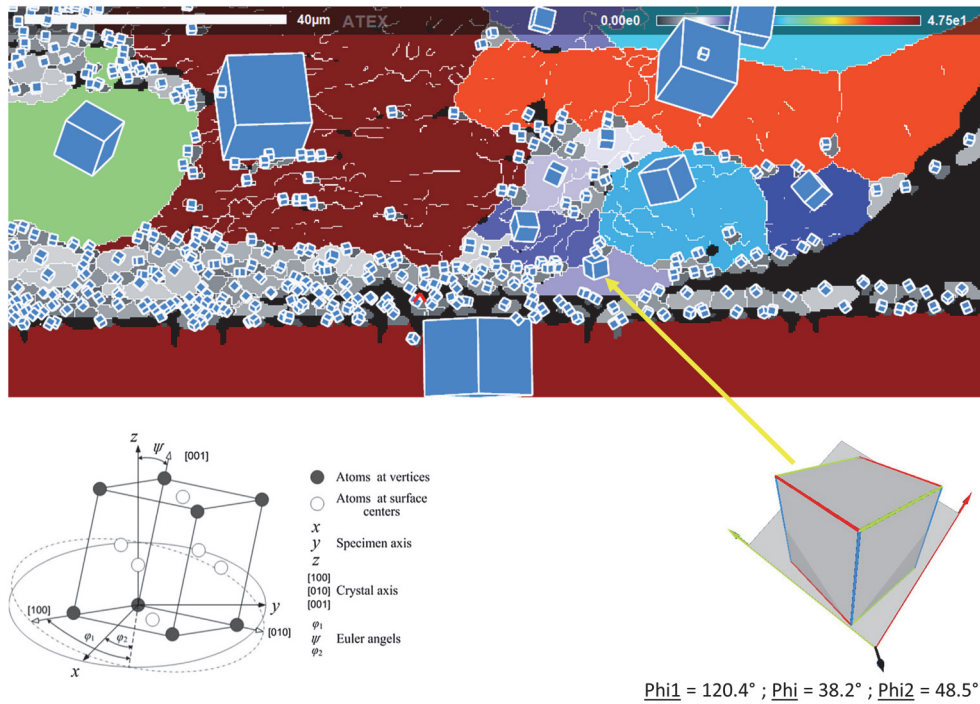 40μm
ATEX
0.00e0
4.75e1
z
ψ
[001]
[100]
φ1
φ2
x
y
[010]
Atoms at vertices
Atoms at surface
centers
x
y Specimen axis
z
[100]
[010] Crystal axis
[001]
φ1
ψ Euler angels
φ2
Phi1 = 120.4° ; Phi = 38.2° ; Phi2 = 48.5°